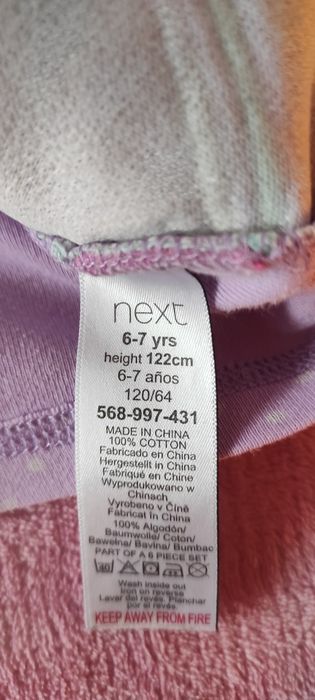 next
6-7 yrs
height 122cm
6-7 años
120/64
568-997-431
MADE IN CHINA
100% COTTON
Fabricado en China
Hergestellt in China
Fabriqué en Chine
Wyprodukowano w
Chinach
Vyrobeno v Číně
Fabricat în China
100% Algodón/
Baumwolle/ Coton/
Bawełna/ Bavlna/ Bumbac
PART OF A 6 PIECE SET
40
Wash inside out
Iron on reverse
Lavar del revés. Planchar
por el revés.
KEEP AWAY FROM FIRE